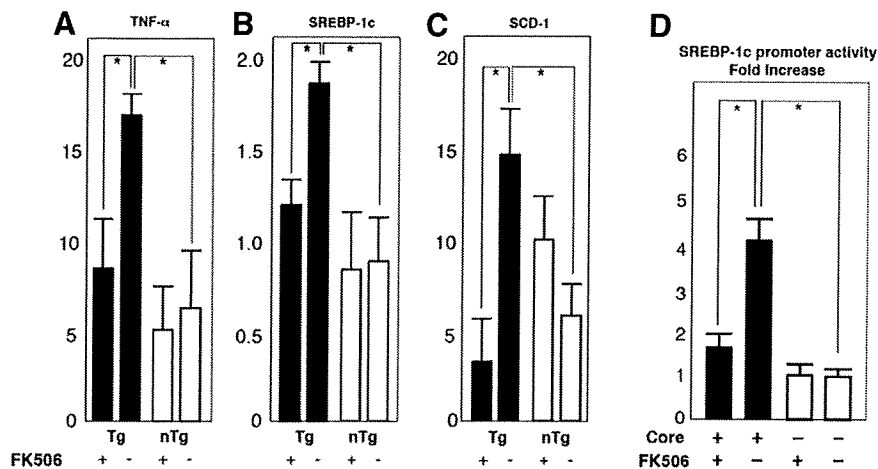 A TNF-α
20
15
10
5
0
* *
Tg nTg
FK506 + - + -
B SREBP-1c
2.0
1.5
1.0
0.5
0
* *
Tg nTg
+ - + -
C SCD-1
20
15
10
5
0
* *
Tg nTg
+ - + -
D
SREBP-1c promoter activity
Fold Increase
6
5
4
3
2
1
0
* *
Core + + − −
FK506 + − + −